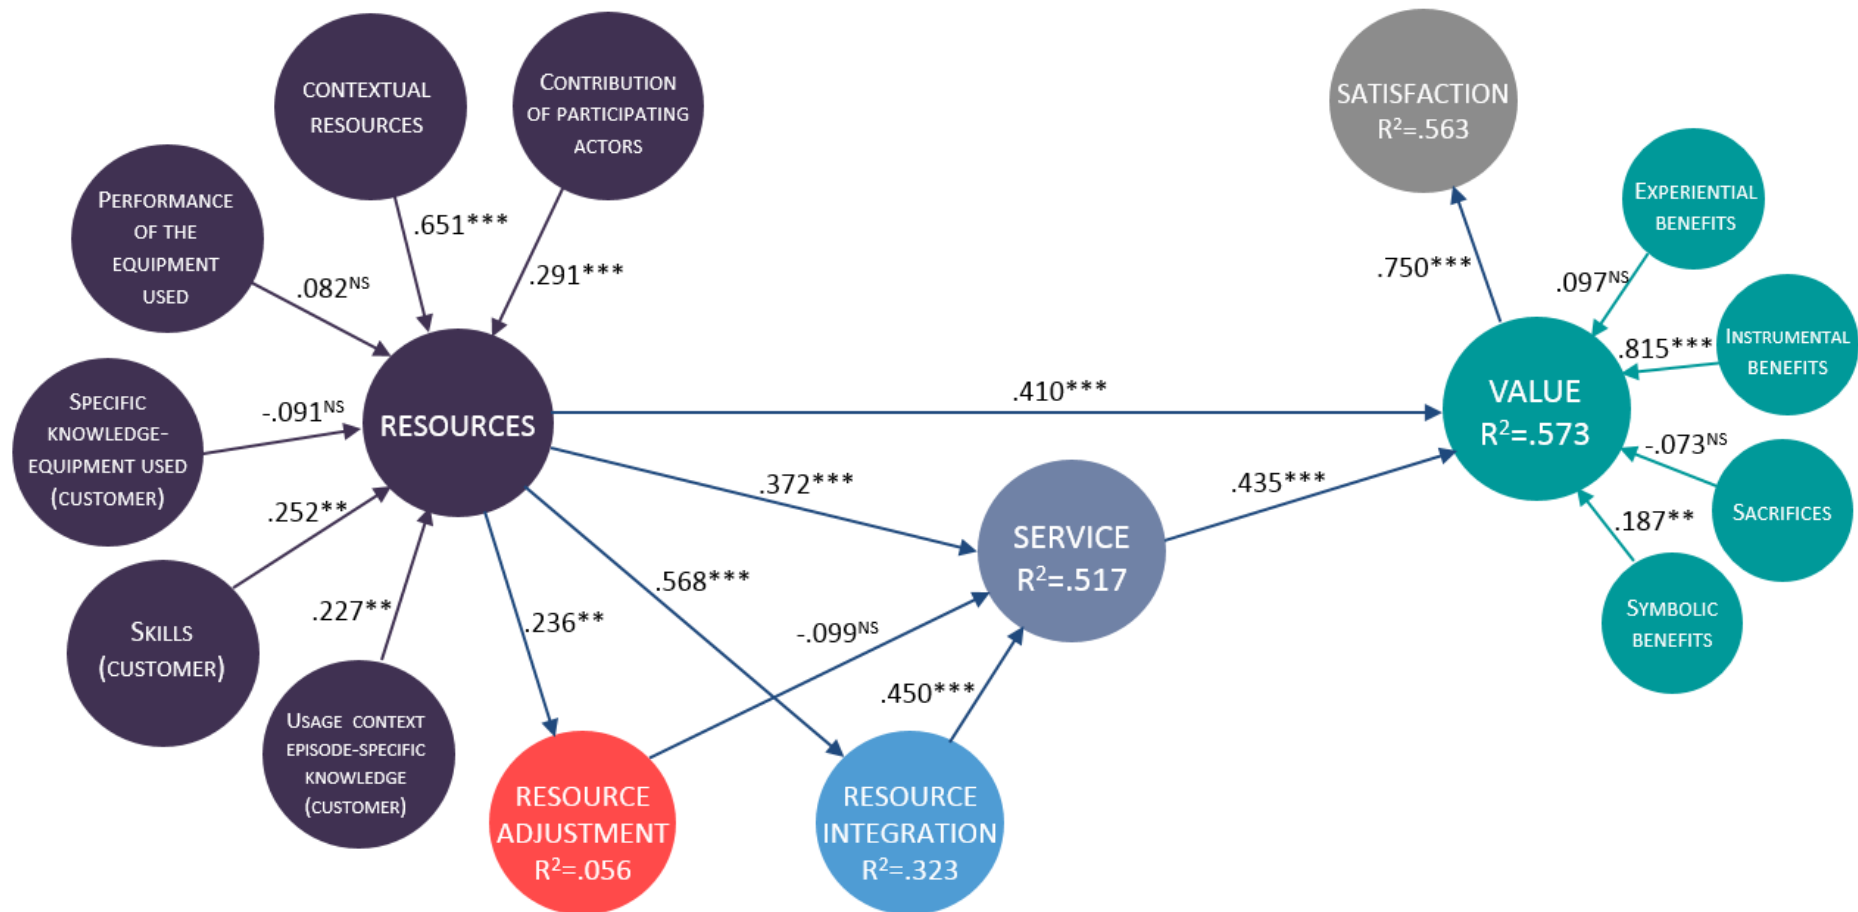 CONTEXTUAL
RESOURCES
CONTRIBUTION
OF PARTICIPATING
ACTORS
SATISFACTION
R²=.563
PERFORMANCE
OF THE
EQUIPMENT
USED
EXPERIENTIAL
BENEFITS
.651***
.291***
.082ᴺˢ
.750***
.097ᴺˢ
INSTRUMENTAL
BENEFITS
.815***
SPECIFIC
KNOWLEDGE-
EQUIPMENT USED
(CUSTOMER)
-.091ᴺˢ
RESOURCES
.410***
VALUE
R²=.573
-.073ᴺˢ
SACRIFICES
.372***
.435***
.252**
.187**
SERVICE
R²=.517
SYMBOLIC
BENEFITS
SKILLS
(CUSTOMER)
.227**
.236**
.568***
-.099ᴺˢ
.450***
USAGE CONTEXT
EPISODE-SPECIFIC
KNOWLEDGE
(CUSTOMER)
RESOURCE
ADJUSTMENT
R²=.056
RESOURCE
INTEGRATION
R²=.323